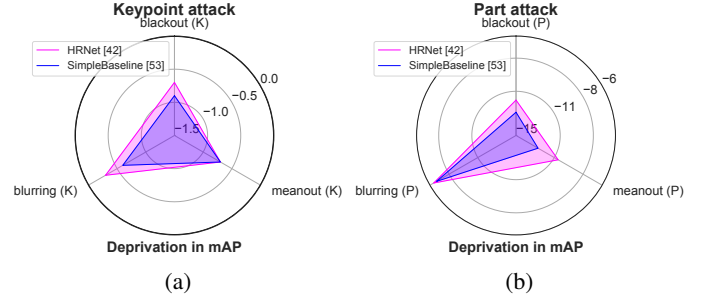 Keypoint attack
blackout (K)
HRNet [42]
SimpleBaseline [53]
0.0
−0.5
−1.0
−1.5
blurring (K)
meanout (K)
Deprivation in mAP
(a)
Part attack
blackout (P)
HRNet [42]
SimpleBaseline [53]
−6
−8
−11
−15
blurring (P)
meanout (P)
Deprivation in mAP
(b)